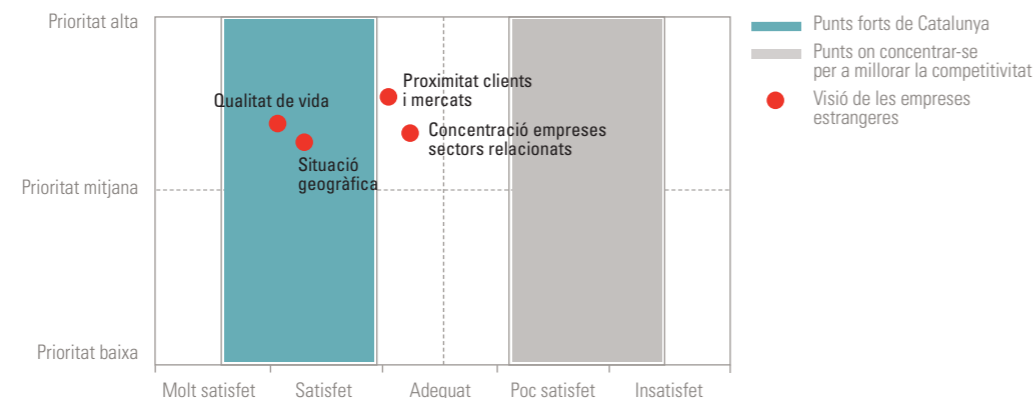 Prioritat alta
Prioritat mitjana
Prioritat baixa
Qualitat de vida
Situació
geogràfica
Proximitat clients
i mercats
Concentració empreses
sectors relacionats
Molt satisfet
Satisfet
Adequat
Poc satisfet
Insatisfet
Punts forts de Catalunya
Punts on concentrar-se
per a millorar la competitivitat
Visió de les empreses
estrangeres